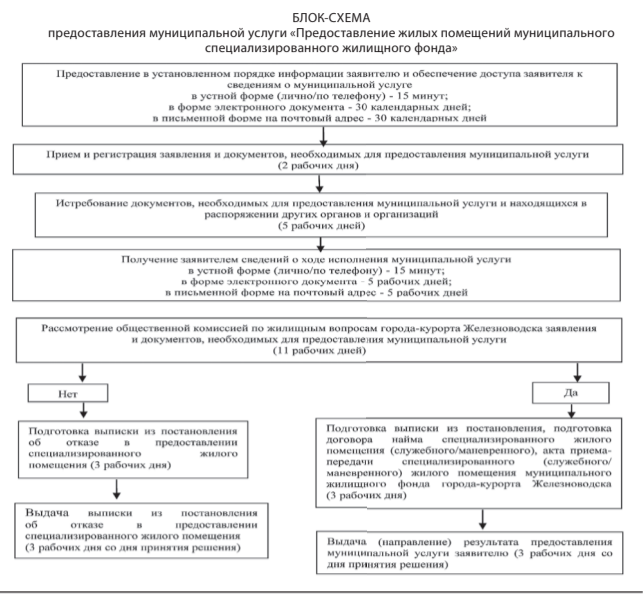 БЛОК-СХЕМА
предоставления муниципальной услуги «Предоставление жилых помещений муниципального
специализированного жилищного фонда»
Предоставление в установленном порядке информации заявителю и обеспечение доступа заявителя к
сведениям о муниципальной услуге
в устной форме (лично/по телефону) - 15 минут;
в форме электронного документа - 30 календарных дней;
в письменной форме на почтовый адрес - 30 календарных дней
Прием и регистрация заявления и документов, необходимых для предоставления муниципальной услуги
(2 рабочих дня)
Истребование документов, необходимых для предоставления муниципальной услуги и находящихся в
распоряжении других органов и организаций
(5 рабочих дней)
Получение заявителем сведений о ходе исполнения муниципальной услуги
в устной форме (лично/по телефону) - 15 минут;
в форме электронного документа - 5 рабочих дней;
в письменной форме на почтовый адрес - 5 рабочих дней
Рассмотрение общественной комиссией по жилищным вопросам города-курорта Железноводска заявления
и документов, необходимых для предоставления муниципальной услуги
(11 рабочих дней)
Нет
Подготовка выписки из постановления
об отказе в предоставлении
специализированного жилого
помещения (3 рабочих дня)
Выдача выписки из постановления
об отказе в предоставлении
специализированного жилого помещения
(3 рабочих дня со дня принятия решения)
Да
Подготовка выписки из постановления, подготовка
договора найма специализированного жилого
помещения (служебного/маневренного), акта приема-
передачи специализированного (служебного/
маневренного) жилого помещения муниципального
жилищного фонда города-курорта Железноводска
(3 рабочих дня)
Выдача (направление) результата предоставления
муниципальной услуги заявителю (3 рабочих дня со
дня принятия решения)